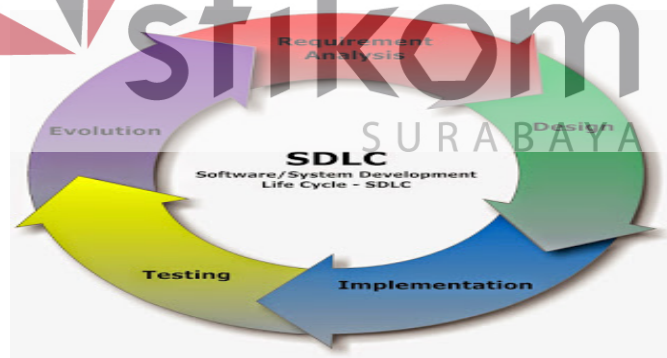 stikom
SURABAYA
Requirement
Analysis
Design
Evolution
SDLC
Software/System Development
Life Cycle - SDLC
Testing
Implementation